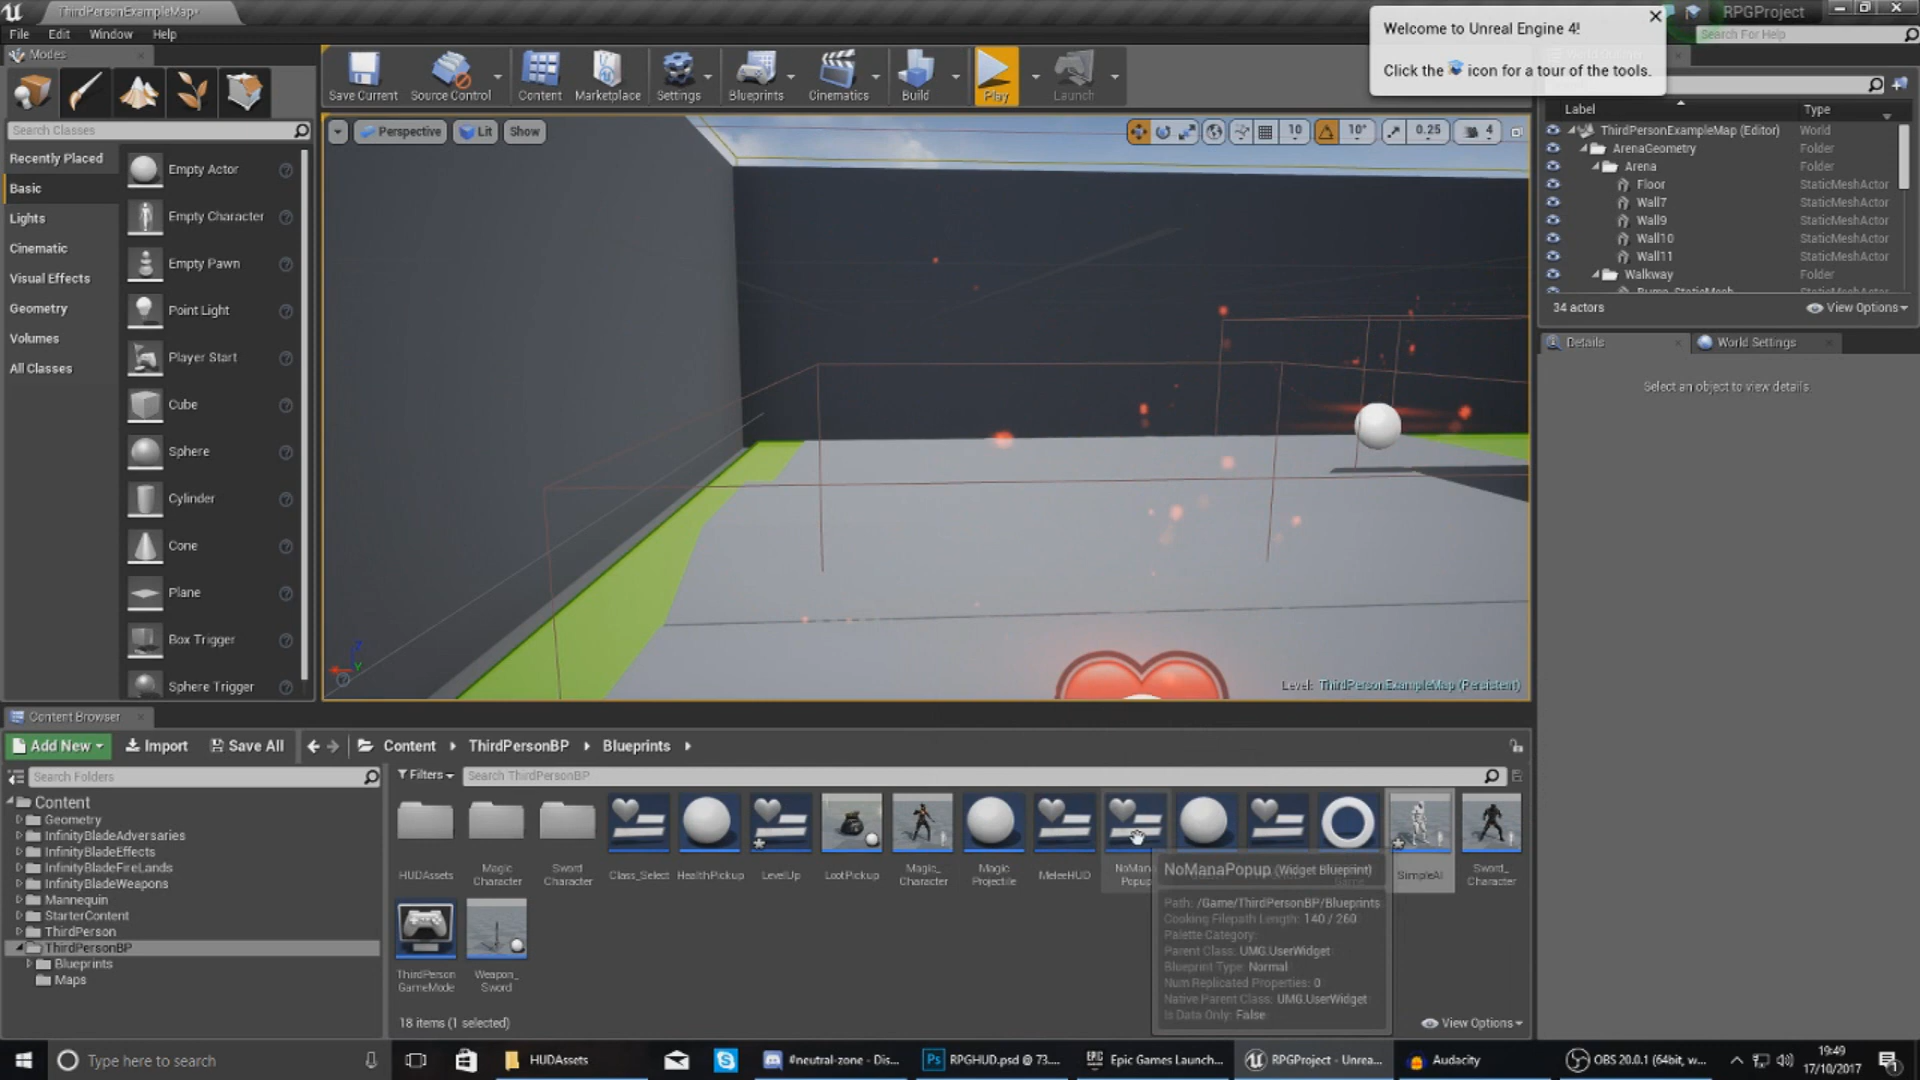 ThirdPersonExampleMap*
RPGProject
File Edit Window Help
Search For Help
Welcome to Unreal Engine 4!
Click the icon for a tour of the tools.
Modes
Save Current
Source Control
Content
Marketplace
Settings
Blueprints
Cinematics
Build
Play
Launch
Search Classes
Recently Placed
Basic
Lights
Cinematic
Visual Effects
Geometry
Volumes
All Classes
Empty Actor
Empty Character
Empty Pawn
Point Light
Player Start
Cube
Sphere
Cylinder
Cone
Plane
Box Trigger
Sphere Trigger
Perspective
Lit
Show
10
10°
0.25
4
Level: ThirdPersonExampleMap (Persistent)
Label Type
ThirdPersonExampleMap (Editor) World
ArenaGeometry Folder
Arena Folder
Floor StaticMeshActor
Wall7 StaticMeshActor
Wall9 StaticMeshActor
Wall10 StaticMeshActor
Wall11 StaticMeshActor
Walkway Folder
34 actors
View Options
Details
World Settings
Select an object to view details.
Content Browser
Add New
Import
Save All
Content
ThirdPersonBP
Blueprints
Search Folders
Filters
Search ThirdPersonBP
Content
Geometry
InfinityBladeAdversaries
InfinityBladeEffects
InfinityBladeFireLands
InfinityBladeWeapons
Mannequin
StarterContent
ThirdPerson
ThirdPersonBP
Blueprints
Maps
HUDAssets
Magic
Character
Sword
Character
Class_Select
HealthPickup
LevelUp
LootPickup
Magic_
Character
Magic
Projectile
MeleeHUD
NoMana
Popup
SimpleAI
Sword_
Character
ThirdPerson
GameMode
Weapon_
Sword
NoManaPopup (Widget Blueprint)
Path: /Game/ThirdPersonBP/Blueprints
Cooking Filepath Length: 140 / 260
Palette Category:
Parent Class: UMG.UserWidget
Blueprint Type: Normal
Num Replicated Properties: 0
Native Parent Class: UMG.UserWidget
Is Data Only: False
18 items (1 selected)
View Options
Type here to search
HUDAssets
#neutral-zone - Dis...
RPGHUD.psd @ 73....
Epic Games Launch...
RPGProject - Unrea...
Audacity
OBS 20.0.1 (64bit, w...
19:49
17/10/2017